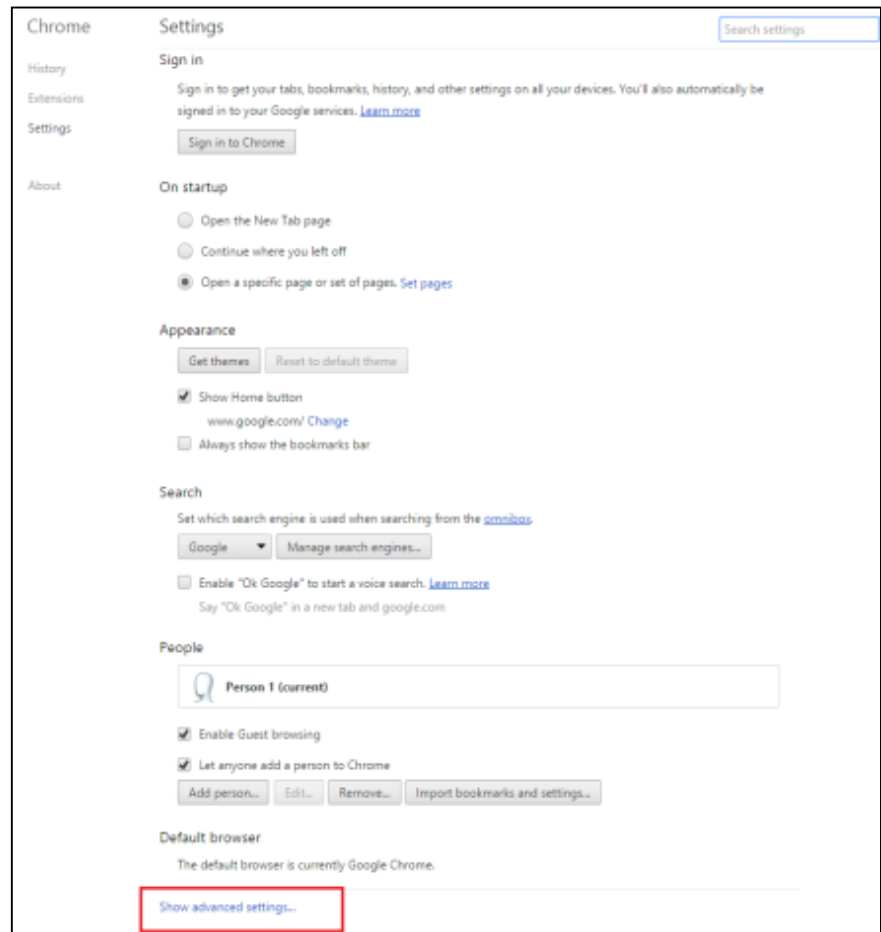 Chrome
Settings
Search settings
History
Extensions
Settings
About
Sign in
Sign in to get your tabs, bookmarks, history, and other settings on all your devices. You'll also automatically be
signed in to your Google services. Learn more
Sign in to Chrome
On startup
Open the New Tab page
Continue where you left off
Open a specific page or set of pages. Set pages
Appearance
Get themes Reset to default theme
Show Home button
www.google.com/ Change
Always show the bookmarks bar
Search
Set which search engine is used when searching from the omnibox.
Google Manage search engines...
Enable "Ok Google" to start a voice search. Learn more
Say "Ok Google" in a new tab and google.com
People
Person 1 (current)
Enable Guest browsing
Let anyone add a person to Chrome
Add person... Edit... Remove... Import bookmarks and settings...
Default browser
The default browser is currently Google Chrome.
Show advanced settings...